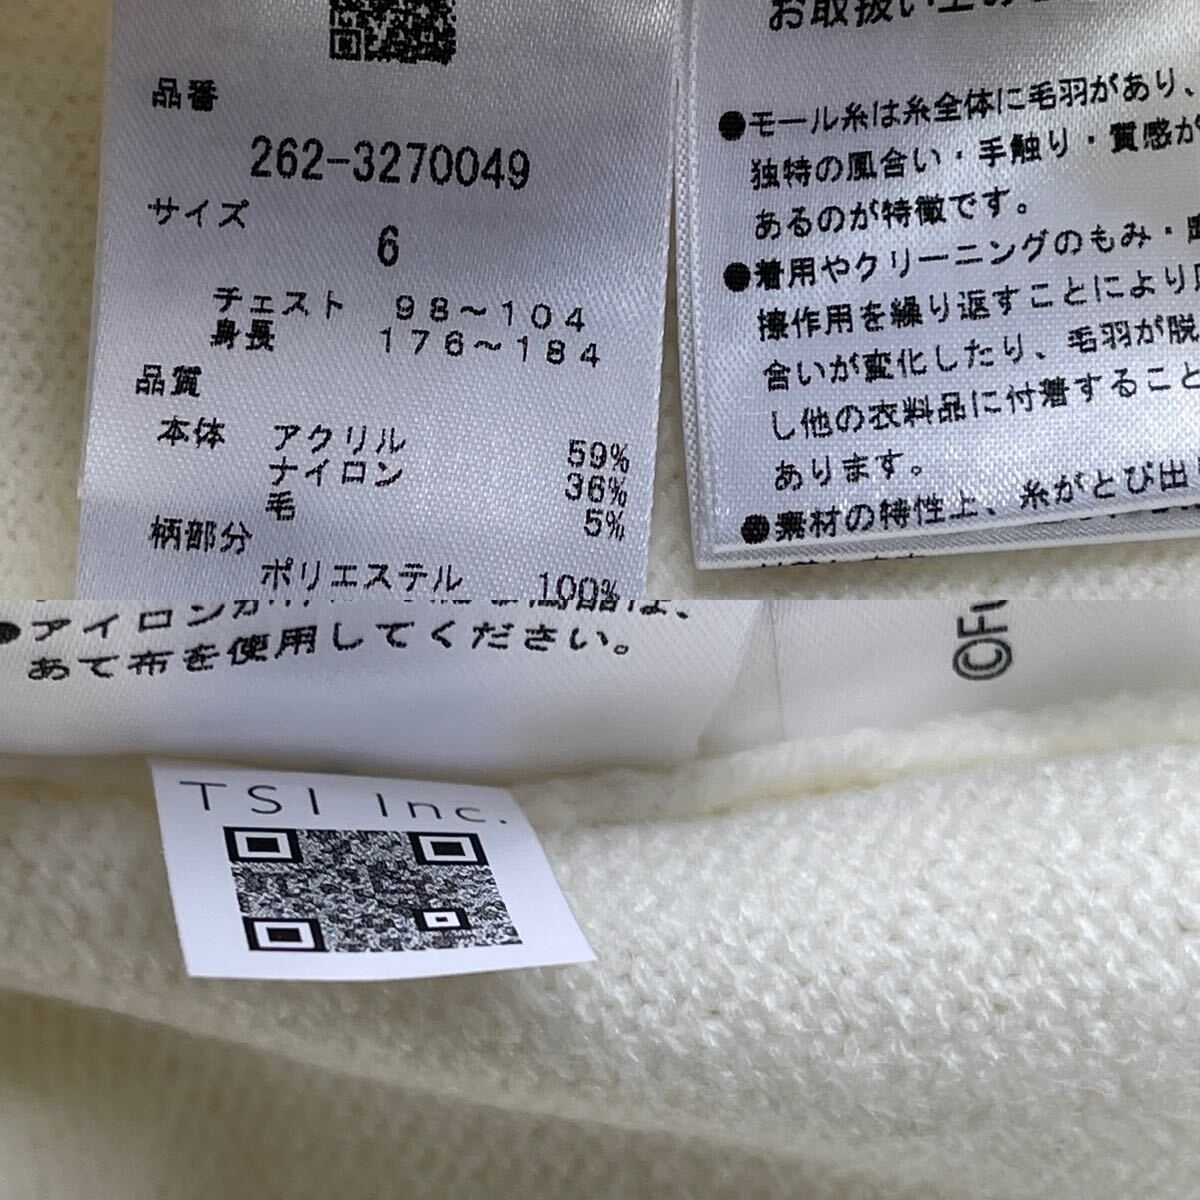 品番
262-3270049
サイズ
6
チェスト 98~104
身長 176~184
品質
本体 アクリル 59%
ナイロン 36%
毛 5%
柄部分
ポリエステル 100%
お取扱い上の
●モール糸は糸全体に毛羽があり、
独特の風合い・手触り・質感が
あるのが特徴です。
●着用やクリーニングのもみ・
擦作用を繰り返すことにより
合いが変化したり、毛羽が脱
し他の衣料品に付着すること
あります。
●素材の特性上、糸がとび出
●アイロンが
あて布を使用してください。
©F
TSI Inc.